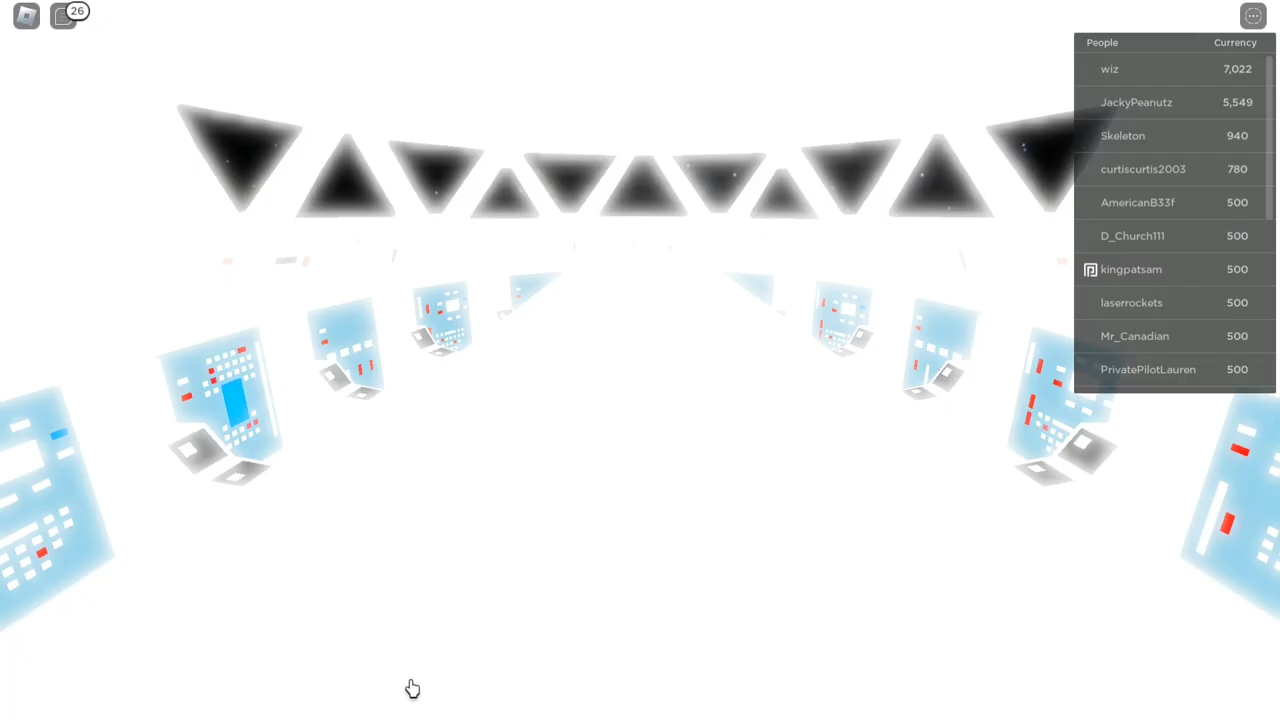 26
People Currency
wiz 7,022
JackyPeanutz 5,549
Skeleton 940
curtiscurtis2003 780
AmericanB33f 500
D_Church111 500
kingpatsam 500
laserrockets 500
Mr_Canadian 500
PrivatePilotLauren 500